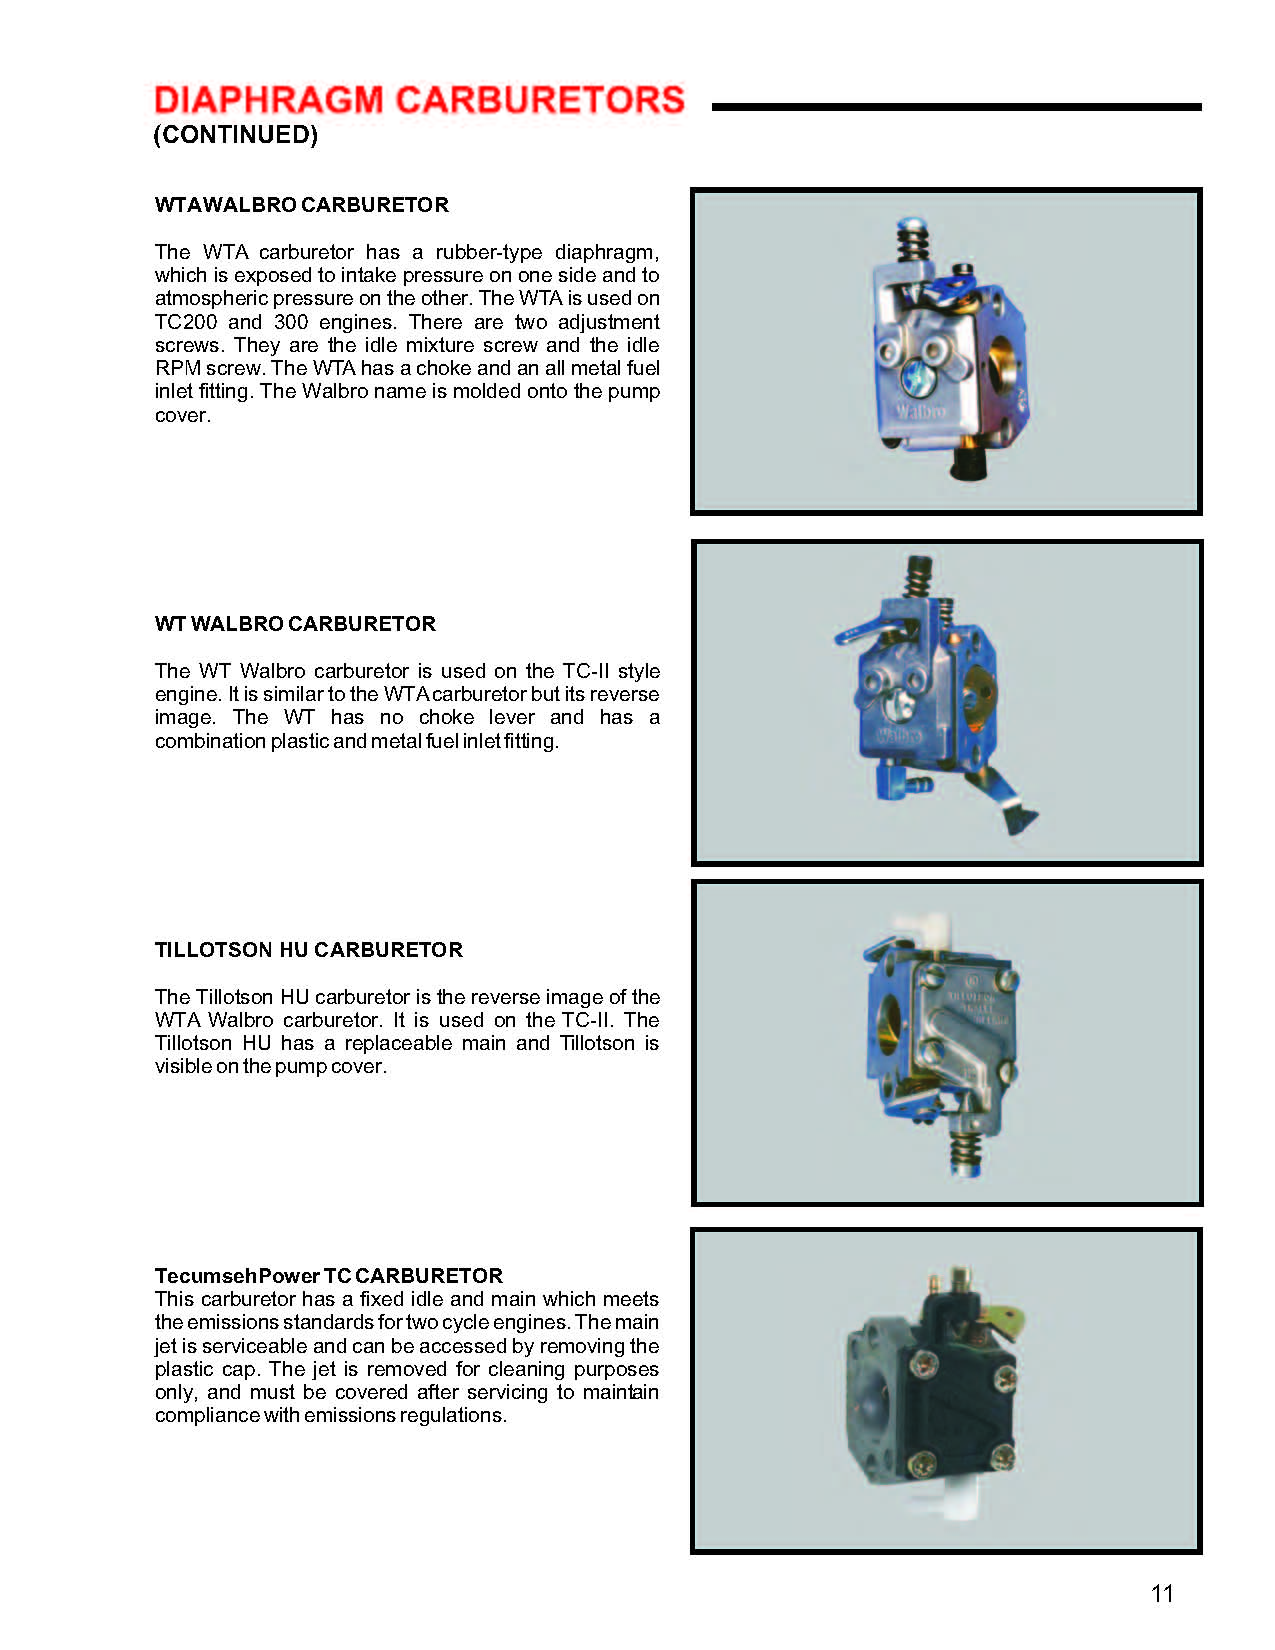 DIAPHRAGM CARBURETORS
(CONTINUED)
WTA WALBRO CARBURETOR
The WTA carburetor has a rubber-type diaphragm,
which is exposed to intake pressure on one side and to
atmospheric pressure on the other. The WTA is used on
TC200 and 300 engines. There are two adjustment
screws. They are the idle mixture screw and the idle
RPM screw. The WTA has a choke and an all metal fuel
inlet fitting. The Walbro name is molded onto the pump
cover.
Walbro
WT WALBRO CARBURETOR
The WT Walbro carburetor is used on the TC-II style
engine. It is similar to the WTA carburetor but its reverse
image. The WT has no choke lever and has a
combination plastic and metal fuel inlet fitting.
Walbro
TILLOTSON HU CARBURETOR
The Tillotson HU carburetor is the reverse image of the
WTA Walbro carburetor. It is used on the TC-II. The
Tillotson HU has a replaceable main and Tillotson is
visible on the pump cover.
TILLOTSON
TecumsehPower TC CARBURETOR
This carburetor has a fixed idle and main which meets
the emissions standards for two cycle engines. The main
jet is serviceable and can be accessed by removing the
plastic cap. The jet is removed for cleaning purposes
only, and must be covered after servicing to maintain
compliance with emissions regulations.
11